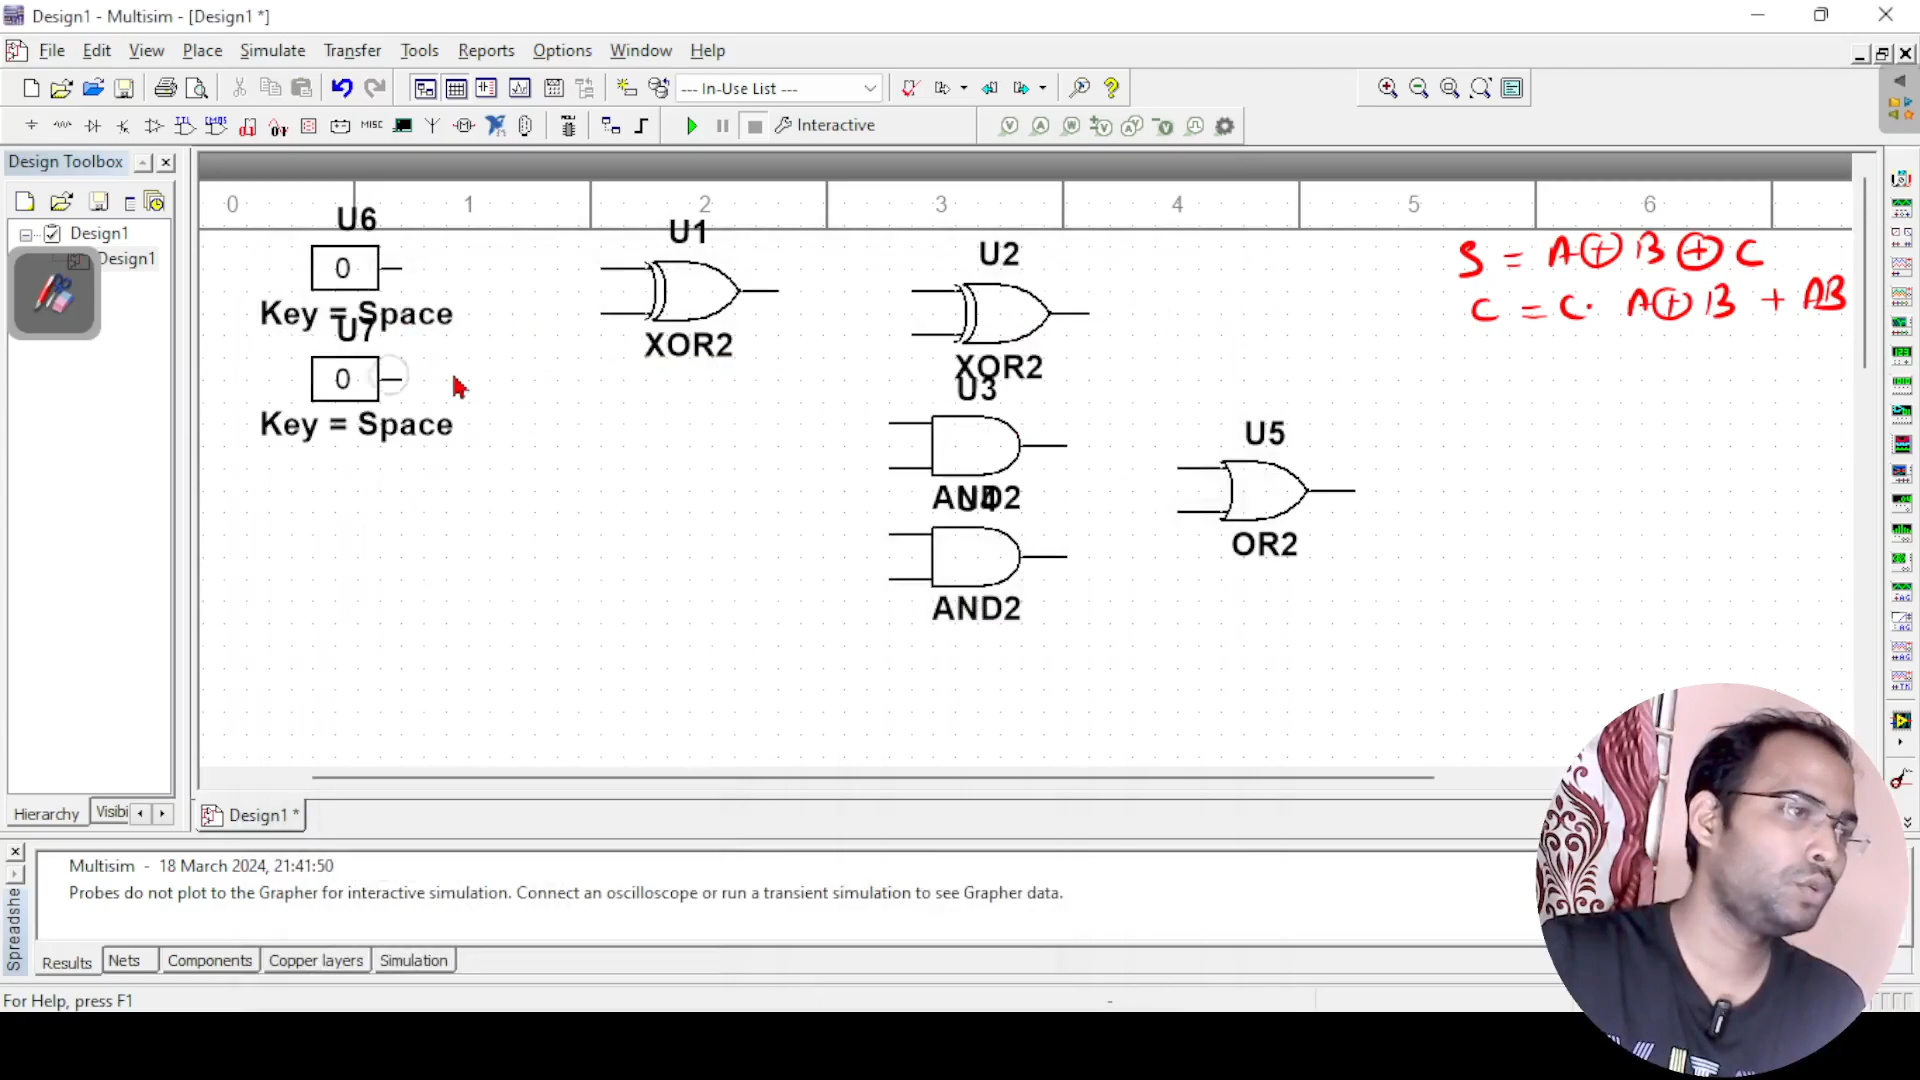 Design1 - Multisim - [Design1 *]
File Edit View Place Simulate Transfer Tools Reports Options Window Help
--- In-Use List ---
MISC Interactive
Design Toolbox
0 1 2 3 4 5 6
Design1
Design1
U6
0
Key = Space
U7
0
Key = Space
U1
XOR2
U2
XOR2
U3
AND2
U4
AND2
U5
OR2
S = A⊕B⊕C
C = C· A⊕B + AB
Hierarchy Visibi
Design1 *
Multisim - 18 March 2024, 21:41:50
Probes do not plot to the Grapher for interactive simulation. Connect an oscilloscope or run a transient simulation to see Grapher data.
Spreadshe
Results Nets Components Copper layers Simulation
For Help, press F1
-